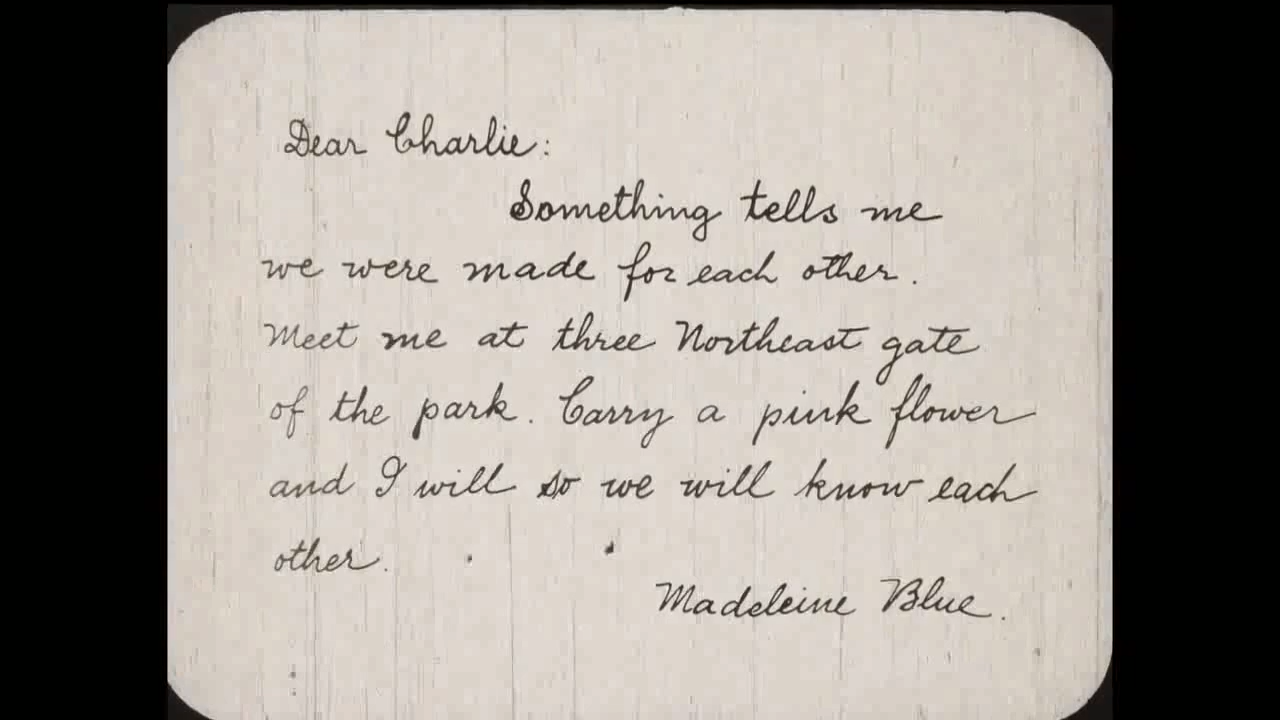 Dear Charlie:
Something tells me
we were made for each other.
Meet me at three Northeast gate
of the park. Carry a pink flower
and I will so we will know each
other.
Madeleine Blue.